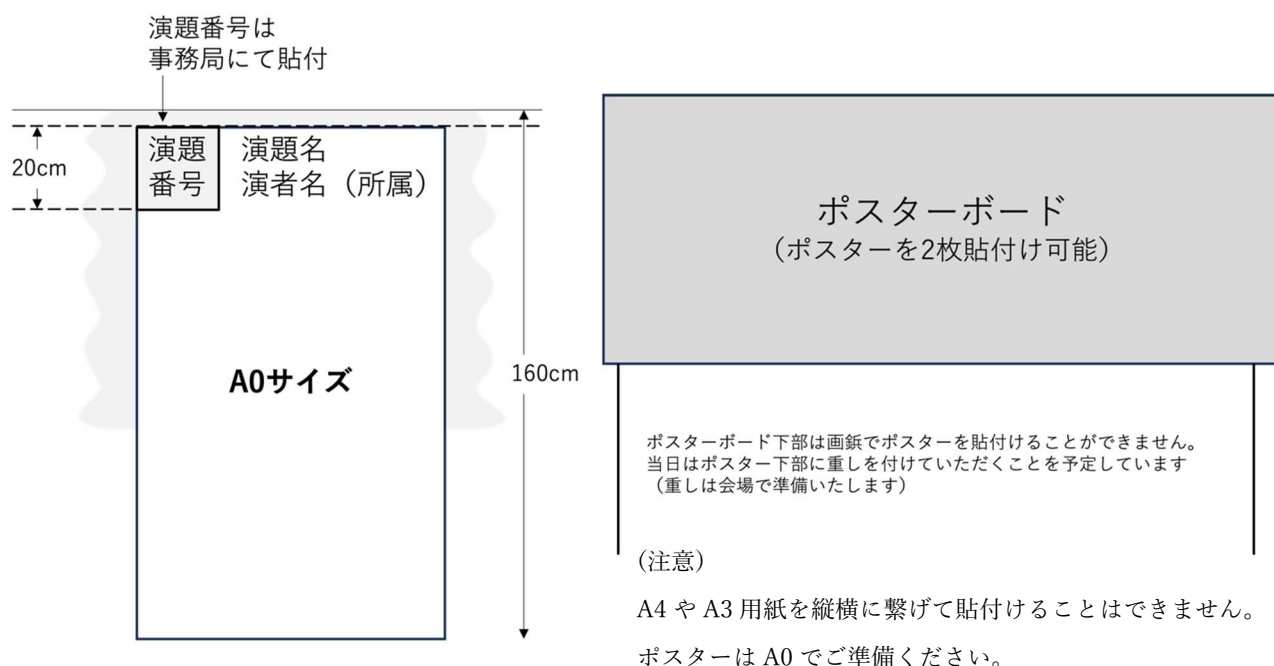 演題番号は
事務局にて貼付
20cm
演題
番号
演題名
演者名（所属）
A0サイズ
160cm
ポスターボード
（ポスターを2枚貼付け可能）
ポスターボード下部は画鋲でポスターを貼付けることができません。
当日はポスター下部に重しを付けていただくことを予定しています
（重しは会場で準備いたします）
(注意)
A4 や A3 用紙を縦横に繋げて貼付けることはできません。
ポスターは A0 でご準備ください。